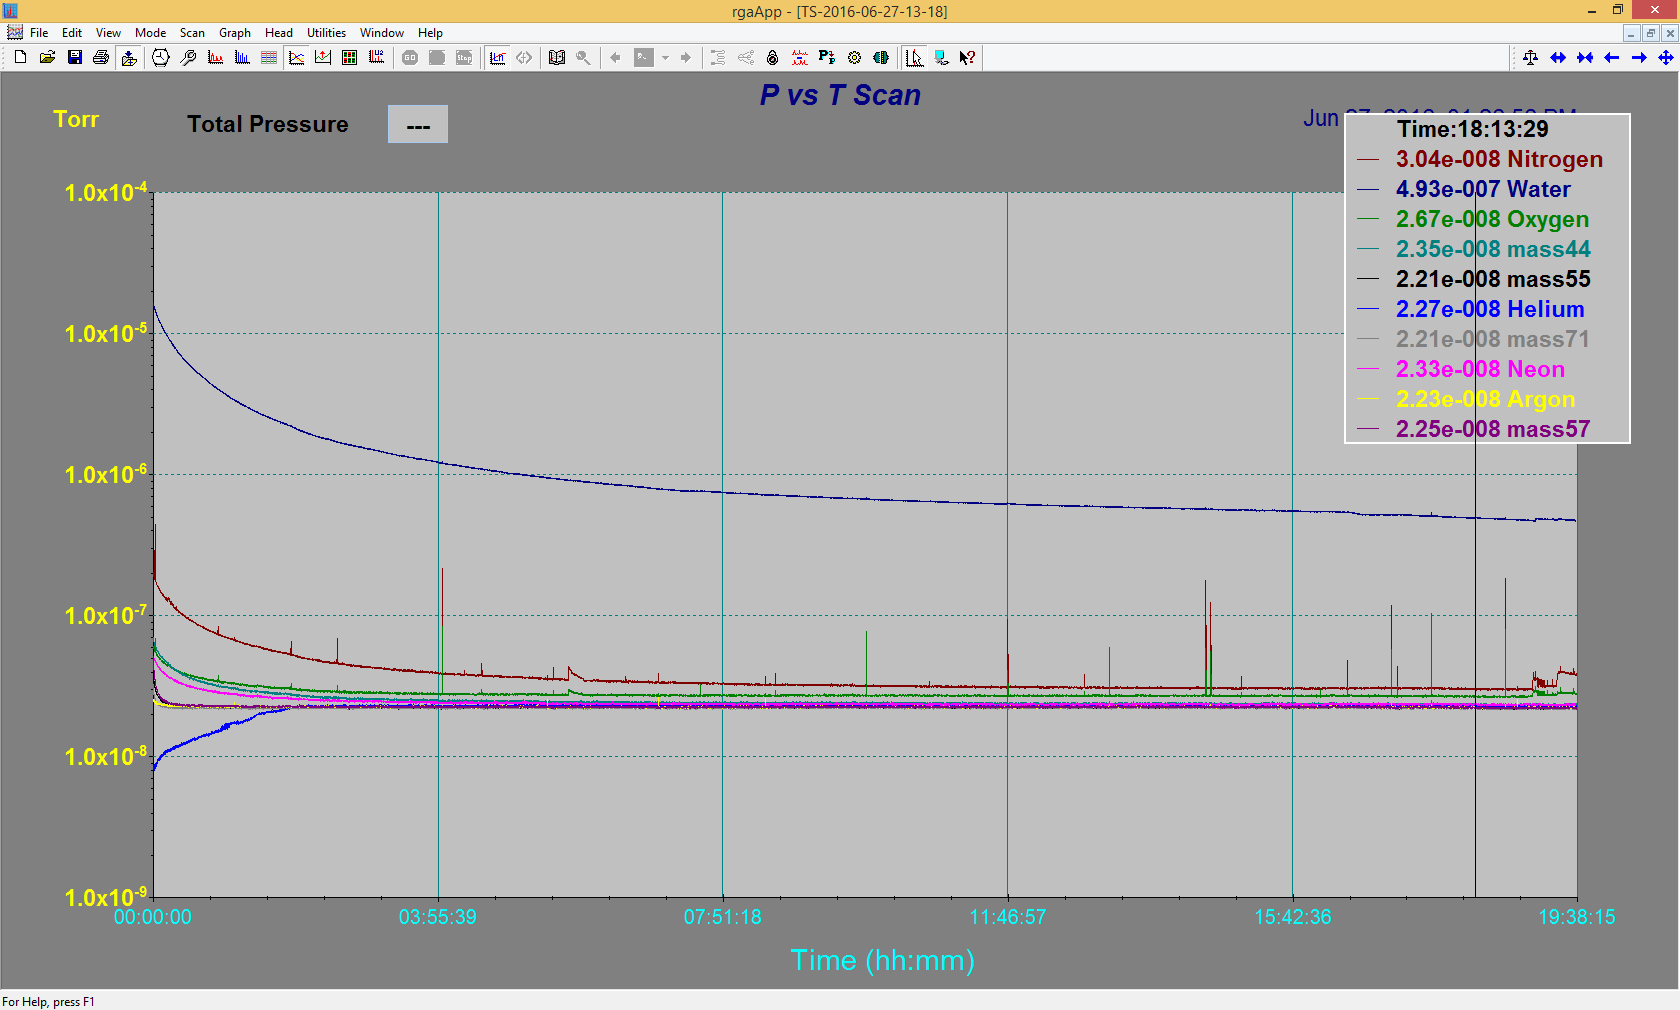 rgaApp - [TS-2016-06-27-13-18]
File Edit View Mode Scan Graph Head Utilities Window Help
P vs T Scan
Torr
Total Pressure
---
Jun
Time:18:13:29
3.04e-008 Nitrogen
4.93e-007 Water
2.67e-008 Oxygen
2.35e-008 mass44
2.21e-008 mass55
2.27e-008 Helium
2.21e-008 mass71
2.33e-008 Neon
2.23e-008 Argon
2.25e-008 mass57
1.0x10-4
1.0x10-5
1.0x10-6
1.0x10-7
1.0x10-8
1.0x10-9
00:00:00 03:55:39 07:51:18 11:46:57 15:42:36 19:38:15
Time (hh:mm)
For Help, press F1